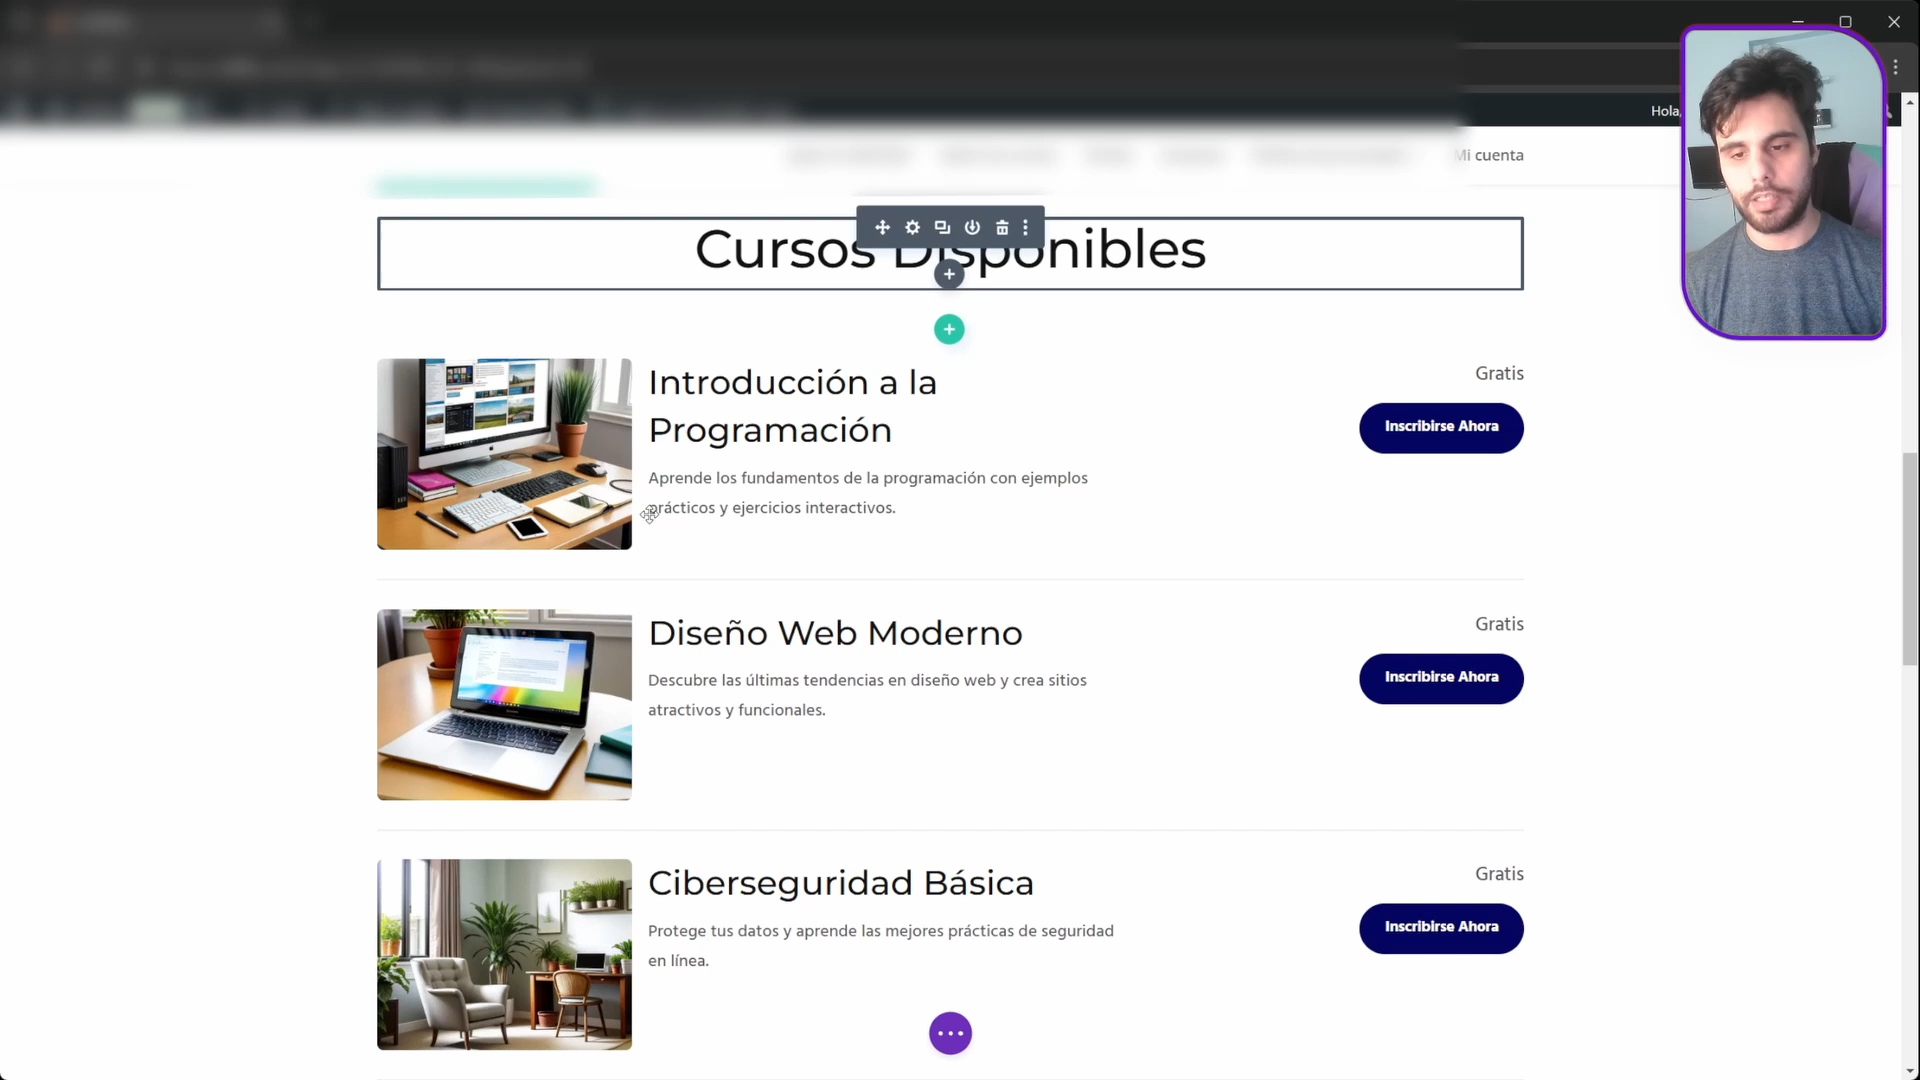 Hola,
Mi cuenta
Cursos Disponibles
Introducción a la
Programación
Aprende los fundamentos de la programación con ejemplos
prácticos y ejercicios interactivos.
Gratis
Inscribirse Ahora
Diseño Web Moderno
Descubre las últimas tendencias en diseño web y crea sitios
atractivos y funcionales.
Gratis
Inscribirse Ahora
Ciberseguridad Básica
Protege tus datos y aprende las mejores prácticas de seguridad
en línea.
Gratis
Inscribirse Ahora